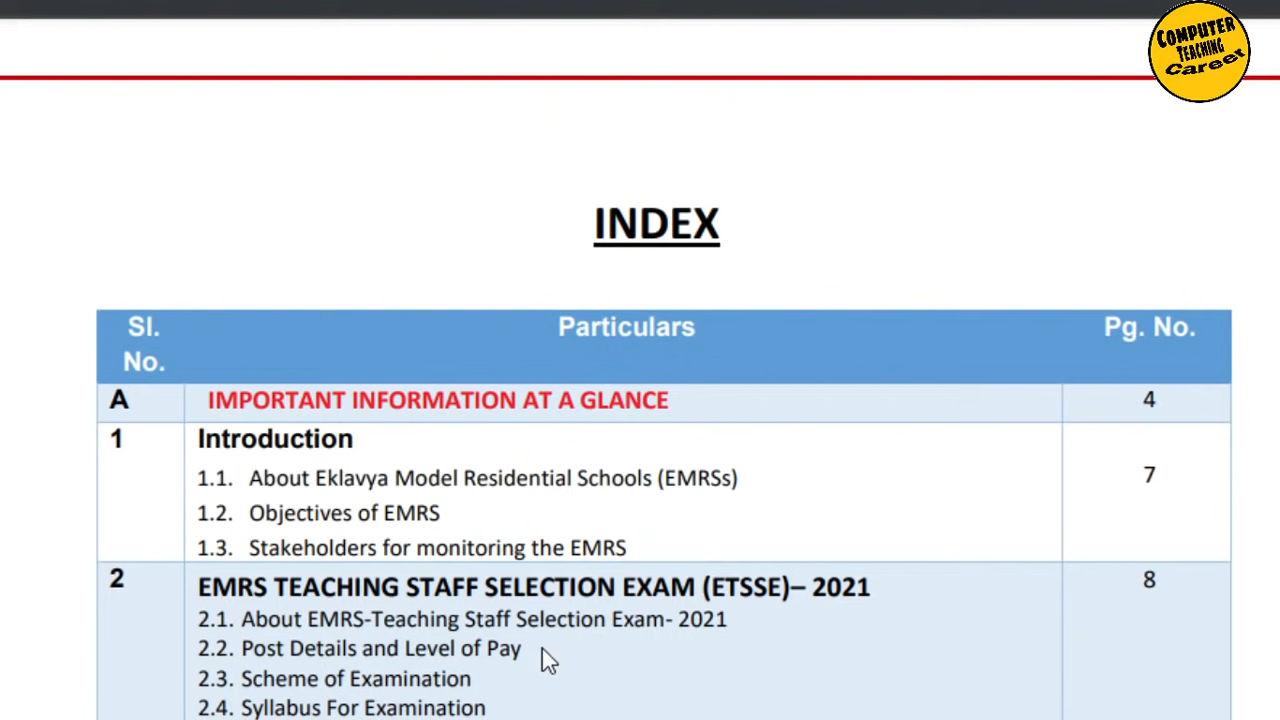 COMPUTER
TEACHING
Career
INDEX
Sl. No. Particulars Pg. No.
A IMPORTANT INFORMATION AT A GLANCE 4
1 Introduction
1.1. About Eklavya Model Residential Schools (EMRSs) 7
1.2. Objectives of EMRS
1.3. Stakeholders for monitoring the EMRS
2 EMRS TEACHING STAFF SELECTION EXAM (ETSSE)– 2021 8
2.1. About EMRS-Teaching Staff Selection Exam- 2021
2.2. Post Details and Level of Pay
2.3. Scheme of Examination
2.4. Syllabus For Examination